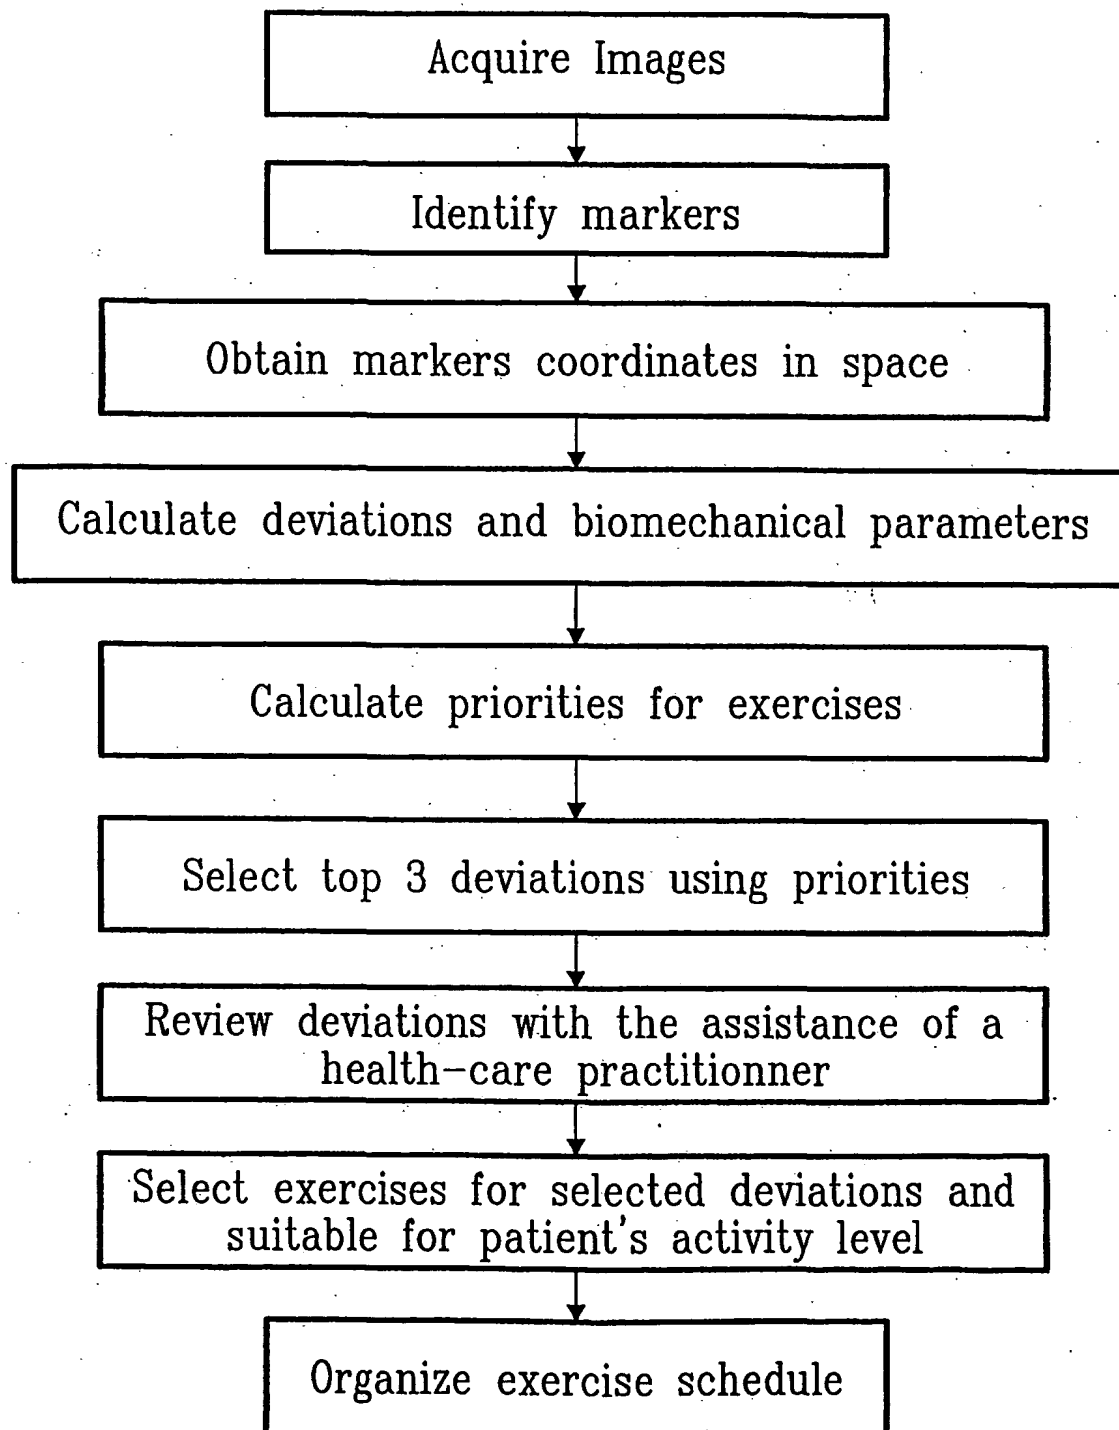 Acquire Images
Identify markers
Obtain markers coordinates in space
Calculate deviations and biomechanical parameters
Calculate priorities for exercises
Select top 3 deviations using priorities
Review deviations with the assistance of a
health-care practitionner
Select exercises for selected deviations and
suitable for patient's activity level
Organize exercise schedule